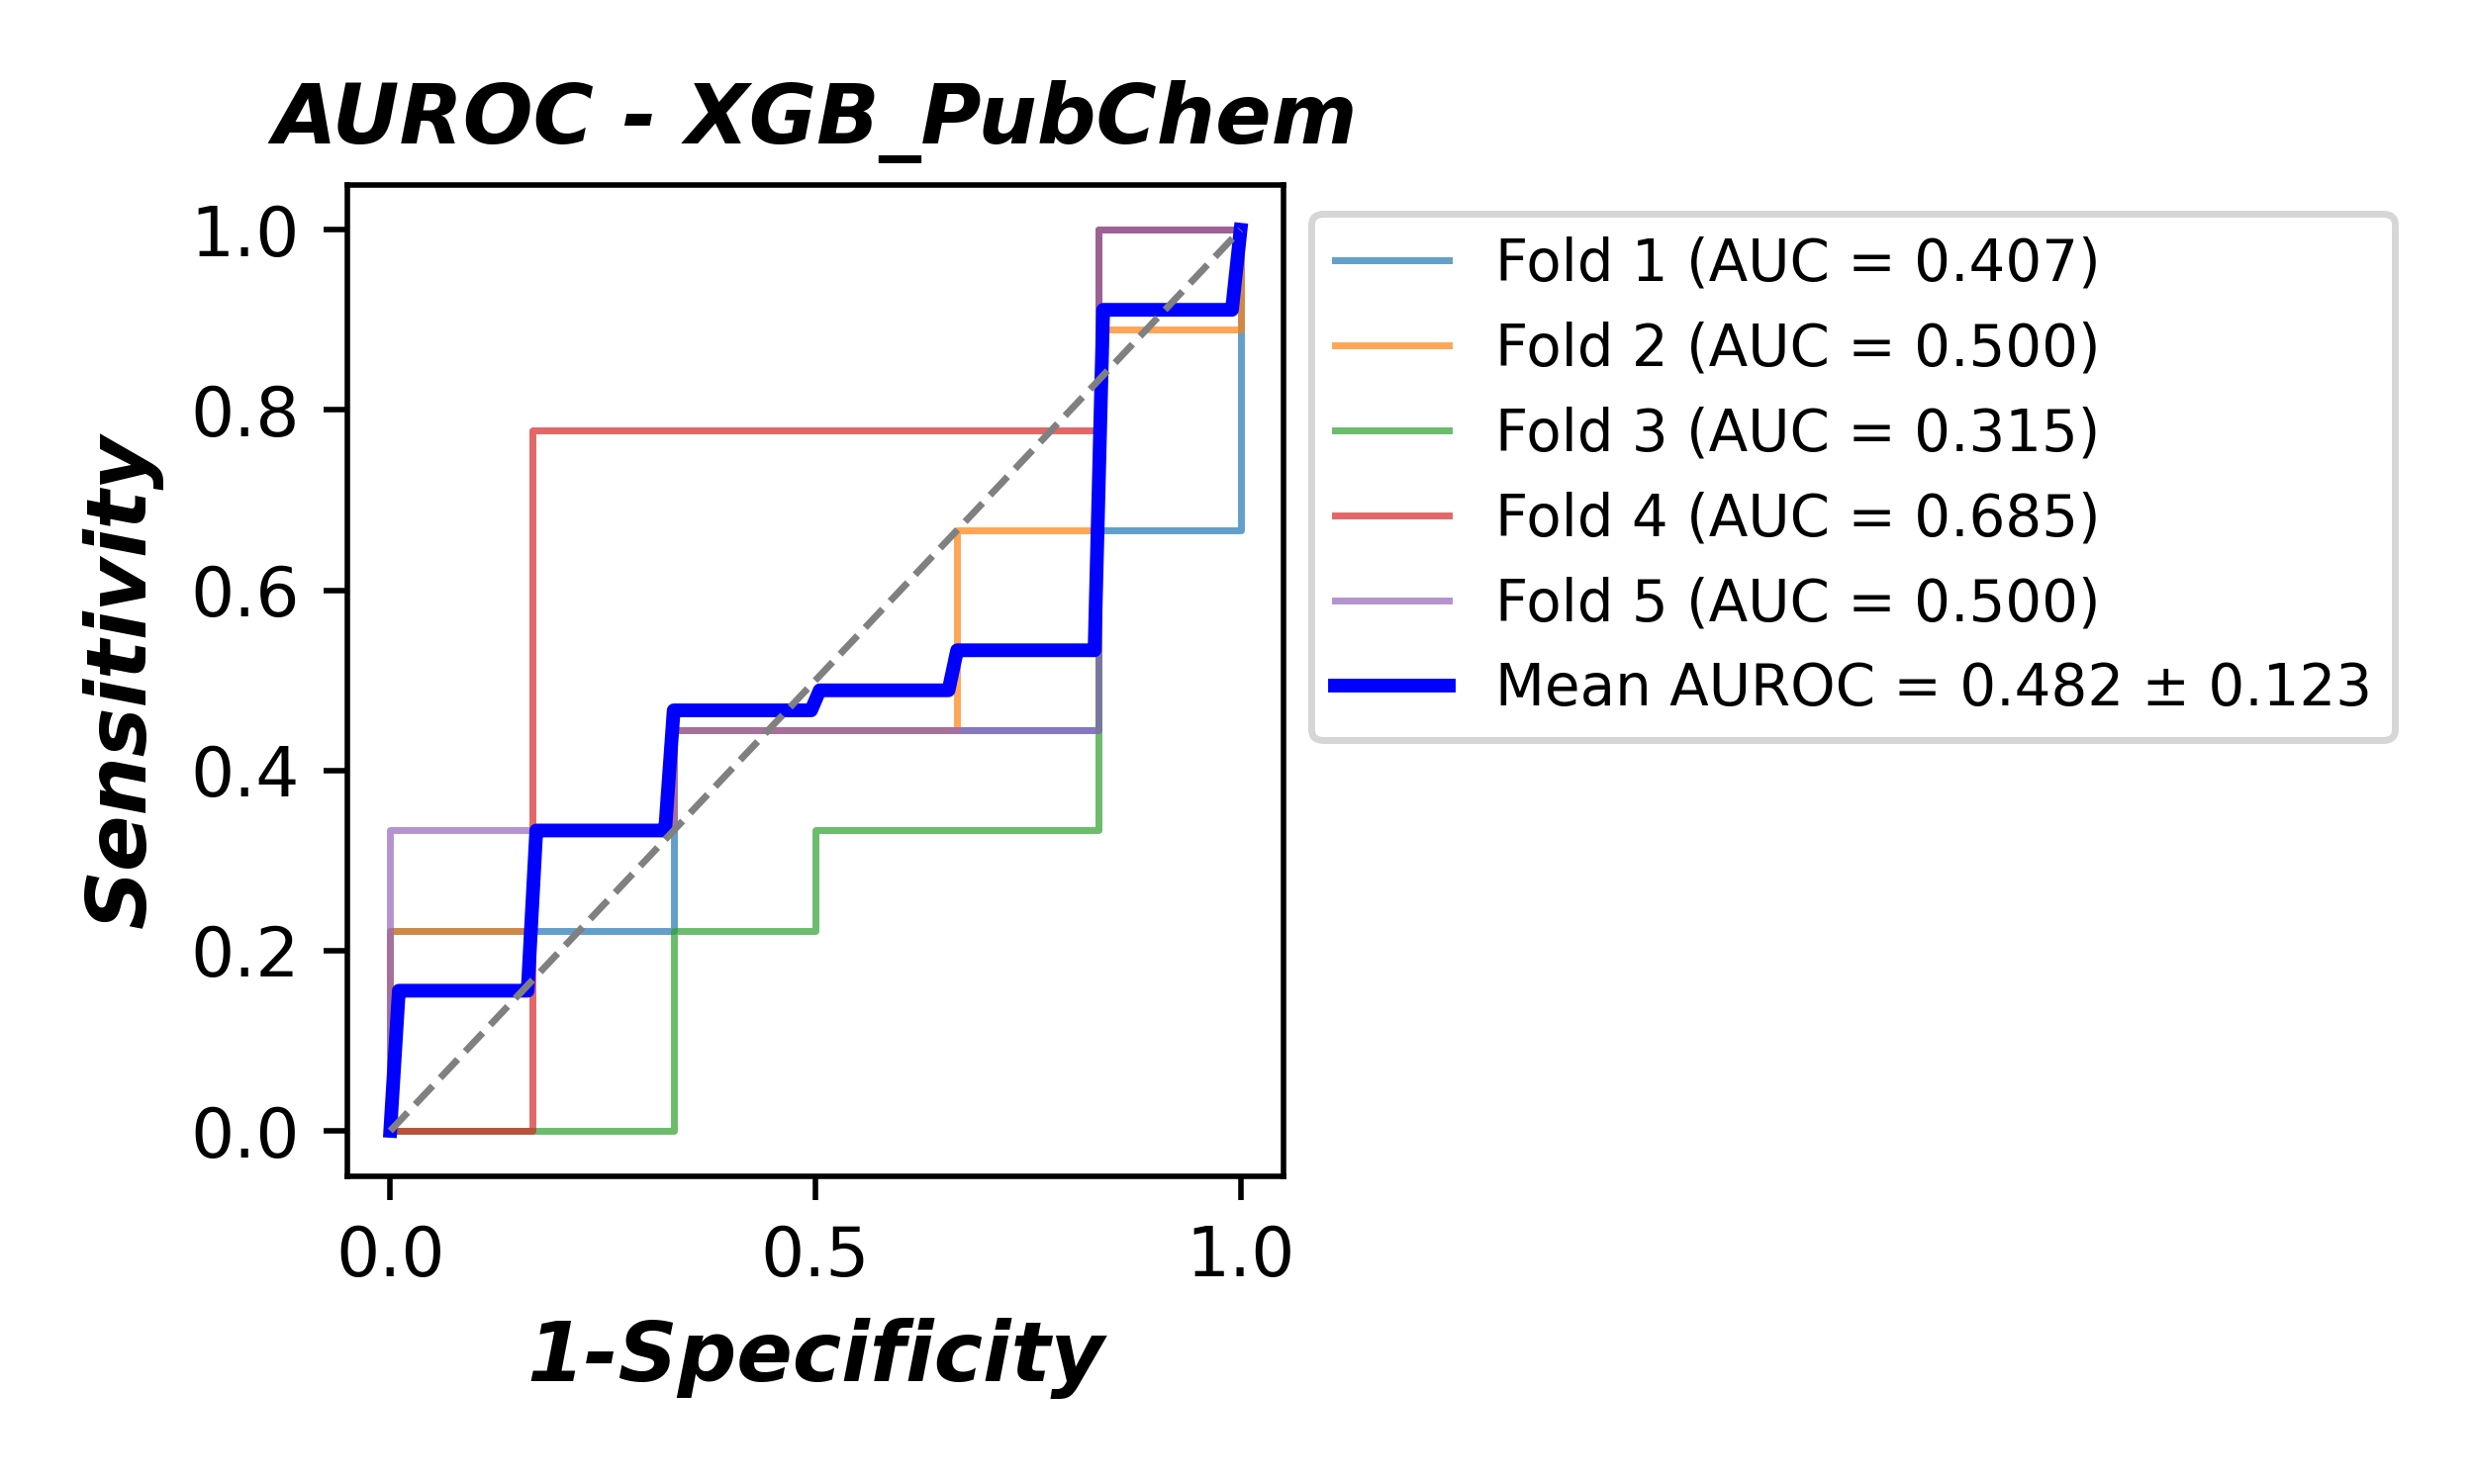 AUROC - XGB_PubChem
Sensitivity
1.0
0.8
0.6
0.4
0.2
0.0
0.0 0.5 1.0
1-Specificity
Fold 1 (AUC = 0.407)
Fold 2 (AUC = 0.500)
Fold 3 (AUC = 0.315)
Fold 4 (AUC = 0.685)
Fold 5 (AUC = 0.500)
Mean AUROC = 0.482 ± 0.123